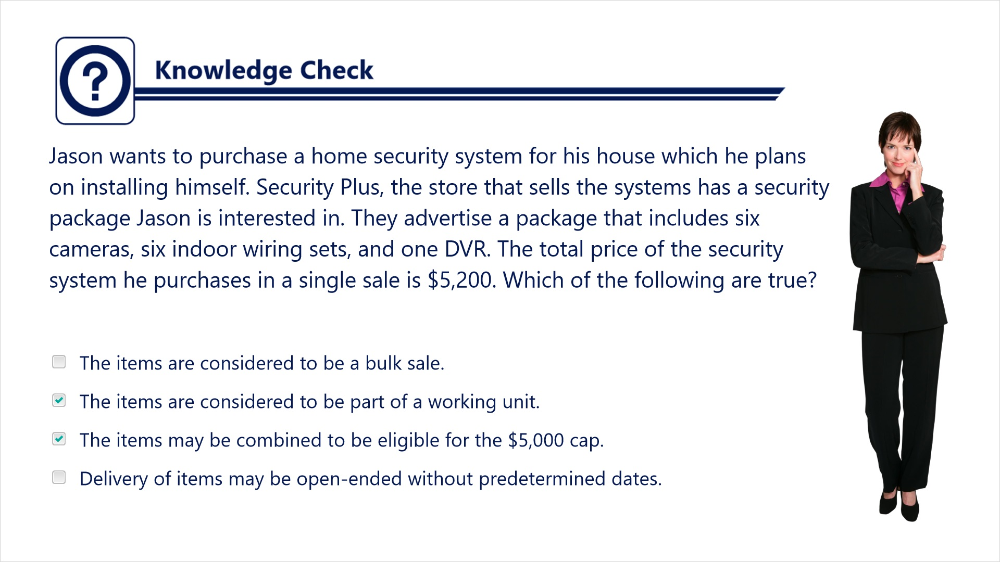 ?
Knowledge Check
Jason wants to purchase a home security system for his house which he plans
on installing himself. Security Plus, the store that sells the systems has a security
package Jason is interested in. They advertise a package that includes six
cameras, six indoor wiring sets, and one DVR. The total price of the security
system he purchases in a single sale is $5,200. Which of the following are true?
The items are considered to be a bulk sale.
The items are considered to be part of a working unit.
The items may be combined to be eligible for the $5,000 cap.
Delivery of items may be open-ended without predetermined dates.